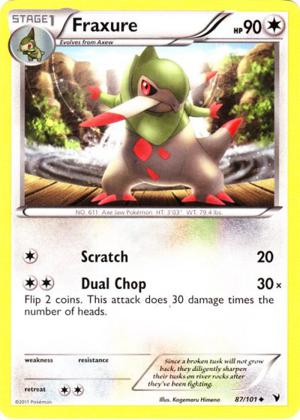 STAGE1
Fraxure
HP90
Evolves from Axew
NO. 611 Axe Jaw Pokémon HT: 3'03" WT: 79.4 lbs.
Scratch 20
Dual Chop 30×
Flip 2 coins. This attack does 30 damage times the
number of heads.
weakness resistance
retreat
Since a broken tusk will not grow
back, they diligently sharpen
their tusks on river rocks after
they've been fighting.
©2011 Pokémon
Illus. Kagemaru Himeno
87/101